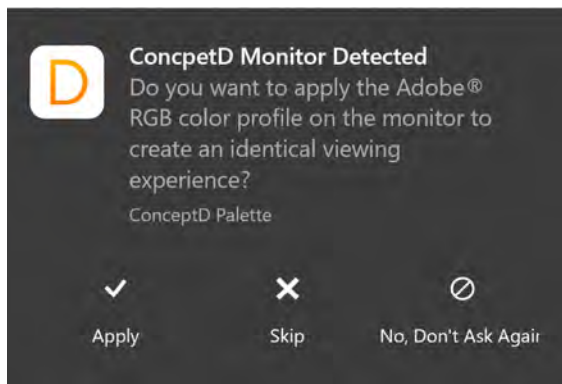 D
ConcpetD Monitor Detected
Do you want to apply the Adobe®
RGB color profile on the monitor to
create an identical viewing
experience?
ConceptD Palette
Apply Skip No, Don't Ask Agair